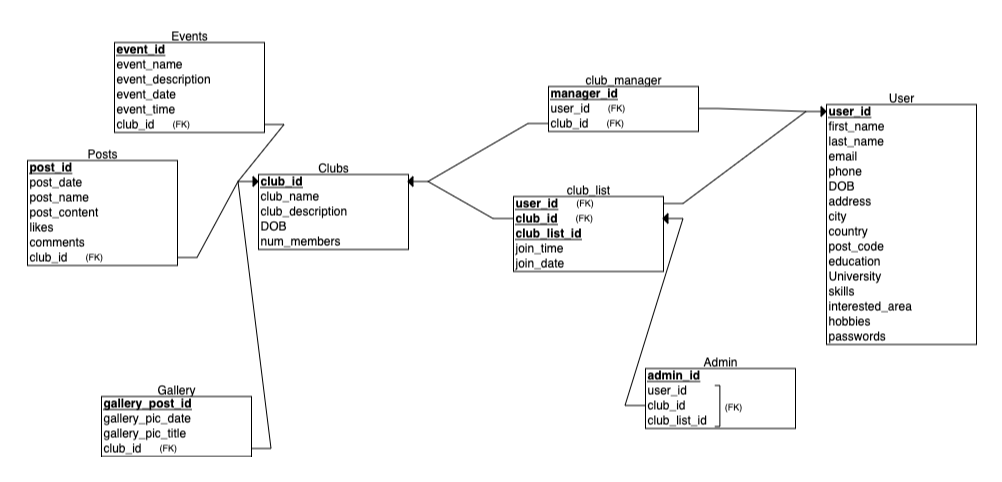 Events
event_id
event_name
event_description
event_date
event_time
club_id (FK)
Posts
post_id
post_date
post_name
post_content
likes
comments
club_id (FK)
Clubs
club_id
club_name
club_description
DOB
num_members
Gallery
gallery_post_id
gallery_pic_date
gallery_pic_title
club_id (FK)
club_manager
manager_id
user_id (FK)
club_id (FK)
club_list
user_id (FK)
club_id (FK)
club_list_id
join_time
join_date
User
user_id
first_name
last_name
email
phone
DOB
address
city
country
post_code
education
University
skills
interested_area
hobbies
passwords
Admin
admin_id
user_id
club_id (FK)
club_list_id